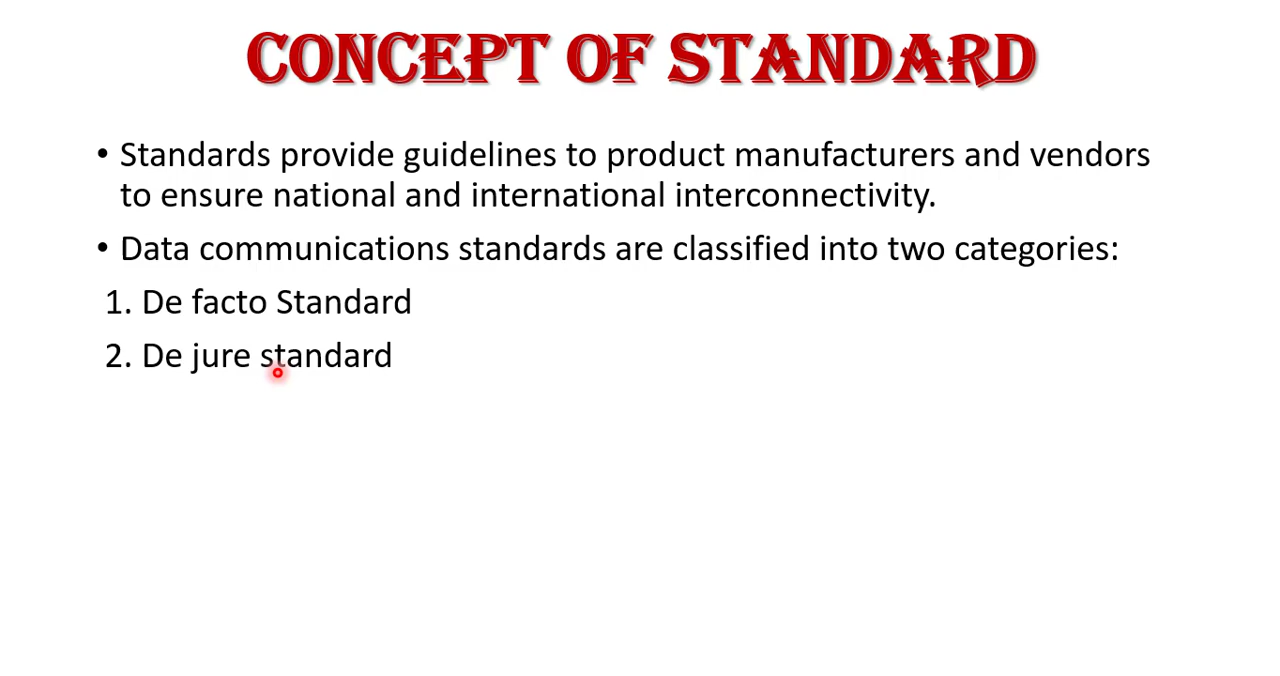 CONCEPT OF STANDARD
• Standards provide guidelines to product manufacturers and vendors
to ensure national and international interconnectivity.
• Data communications standards are classified into two categories:
1. De facto Standard
2. De jure standard